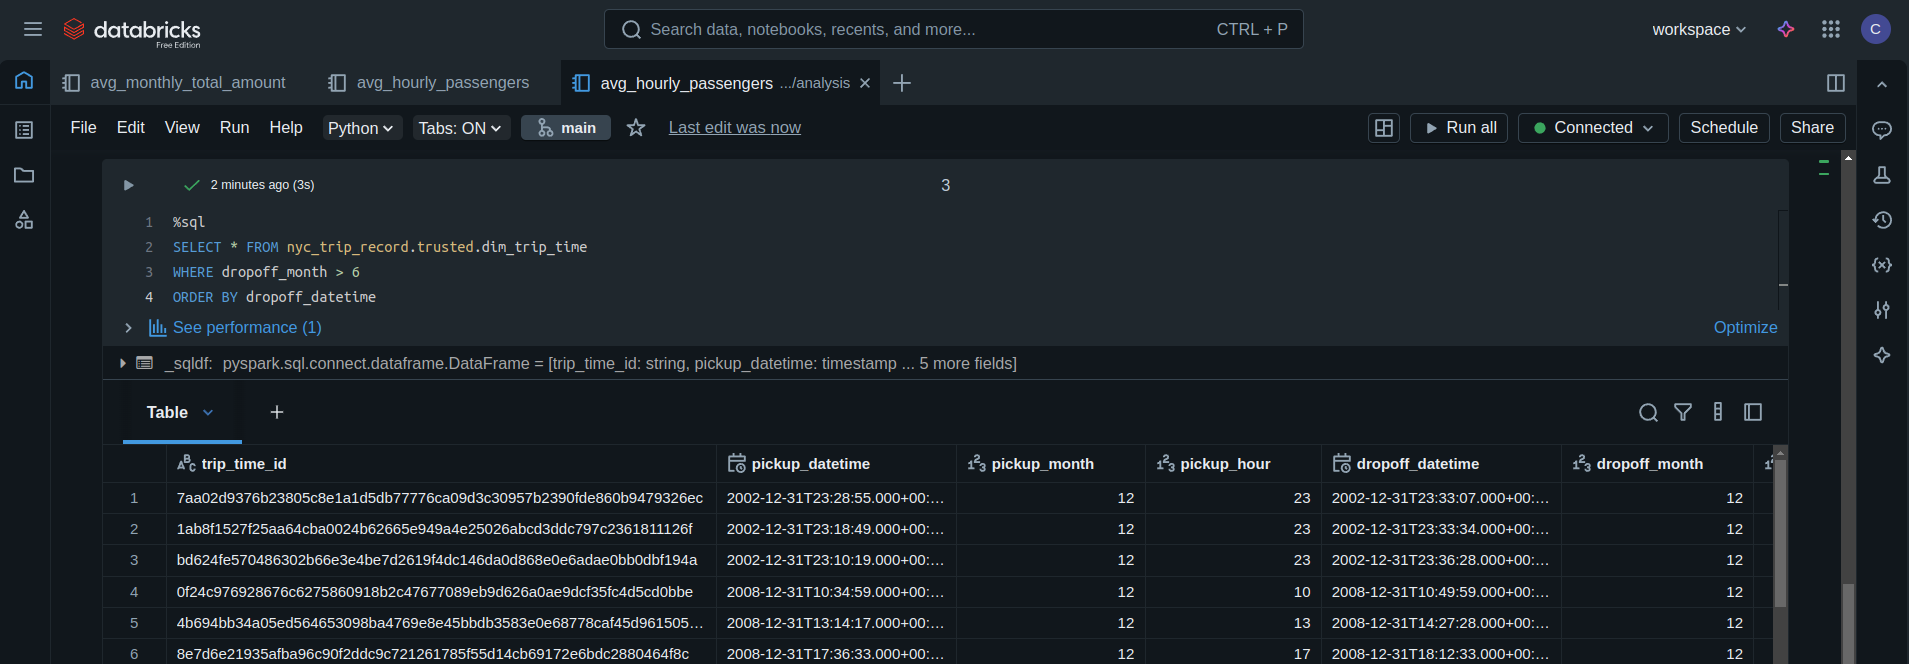 databricks
Free Edition
Search data, notebooks, recents, and more...
CTRL + P
workspace
C
avg_monthly_total_amount
avg_hourly_passengers
avg_hourly_passengers .../analysis
File Edit View Run Help Python Tabs: ON main Last edit was now
Run all Connected Schedule Share
2 minutes ago (3s)
3
1 %sql
2 SELECT * FROM nyc_trip_record.trusted.dim_trip_time
3 WHERE dropoff_month > 6
4 ORDER BY dropoff_datetime
See performance (1)
Optimize
_sqldf: pyspark.sql.connect.dataframe.DataFrame = [trip_time_id: string, pickup_datetime: timestamp ... 5 more fields]
Table
trip_time_id pickup_datetime pickup_month pickup_hour dropoff_datetime dropoff_month
1 7aa02d9376b23805c8e1a1d5db77776ca09d3c30957b2390fde860b9479326ec 2002-12-31T23:28:55.000+00:... 12 23 2002-12-31T23:33:07.000+00:... 12
2 1ab8f1527f25aa64cba0024b62665e949a4e25026abcd3ddc797c2361811126f 2002-12-31T23:18:49.000+00:... 12 23 2002-12-31T23:33:34.000+00:... 12
3 bd624fe570486302b66e3e4be7d2619f4dc146da0d868e0e6adae0bb0dbf194a 2002-12-31T23:10:19.000+00:... 12 23 2002-12-31T23:36:28.000+00:... 12
4 0f24c976928676c6275860918b2c47677089eb9d626a0ae9dcf35fc4d5cd0bbe 2008-12-31T10:34:59.000+00:... 12 10 2008-12-31T10:49:59.000+00:... 12
5 4b694bb34a05ed564653098ba4769e8e45bbdb3583e0e68778caf45d961505... 2008-12-31T13:14:17.000+00:... 12 13 2008-12-31T14:27:28.000+00:... 12
6 8e7d6e21935afba96c90f2ddc9c721261785f55d14cb69172e6bdc2880464f8c 2008-12-31T17:36:33.000+00:... 12 17 2008-12-31T18:12:33.000+00:... 12